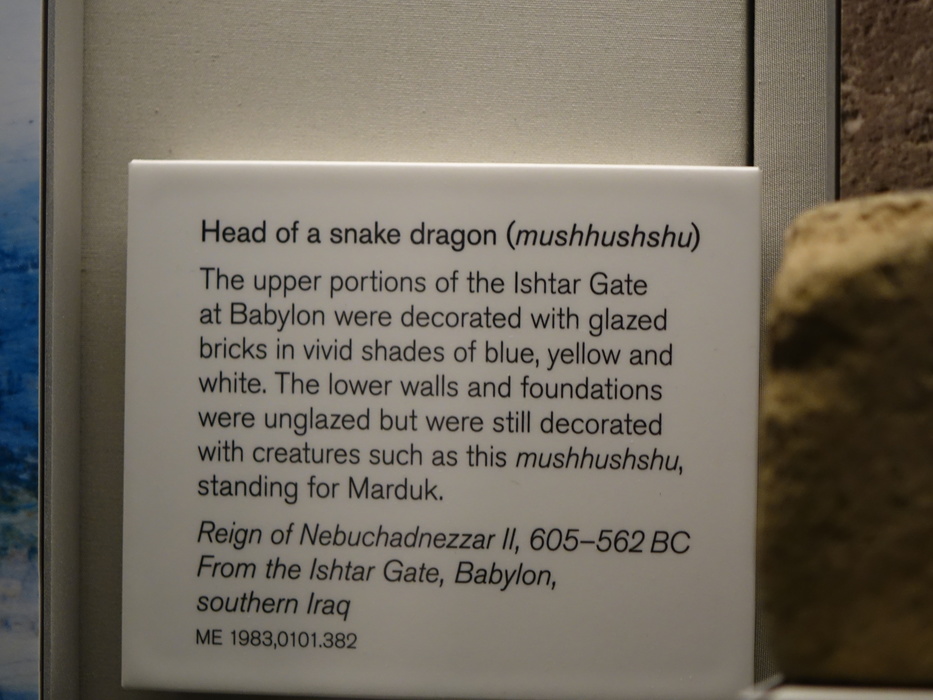 Head of a snake dragon (mushhushshu)
The upper portions of the Ishtar Gate
at Babylon were decorated with glazed
bricks in vivid shades of blue, yellow and
white. The lower walls and foundations
were unglazed but were still decorated
with creatures such as this mushhushshu,
standing for Marduk.
Reign of Nebuchadnezzar II, 605–562 BC
From the Ishtar Gate, Babylon,
southern Iraq
ME 1983,0101.382